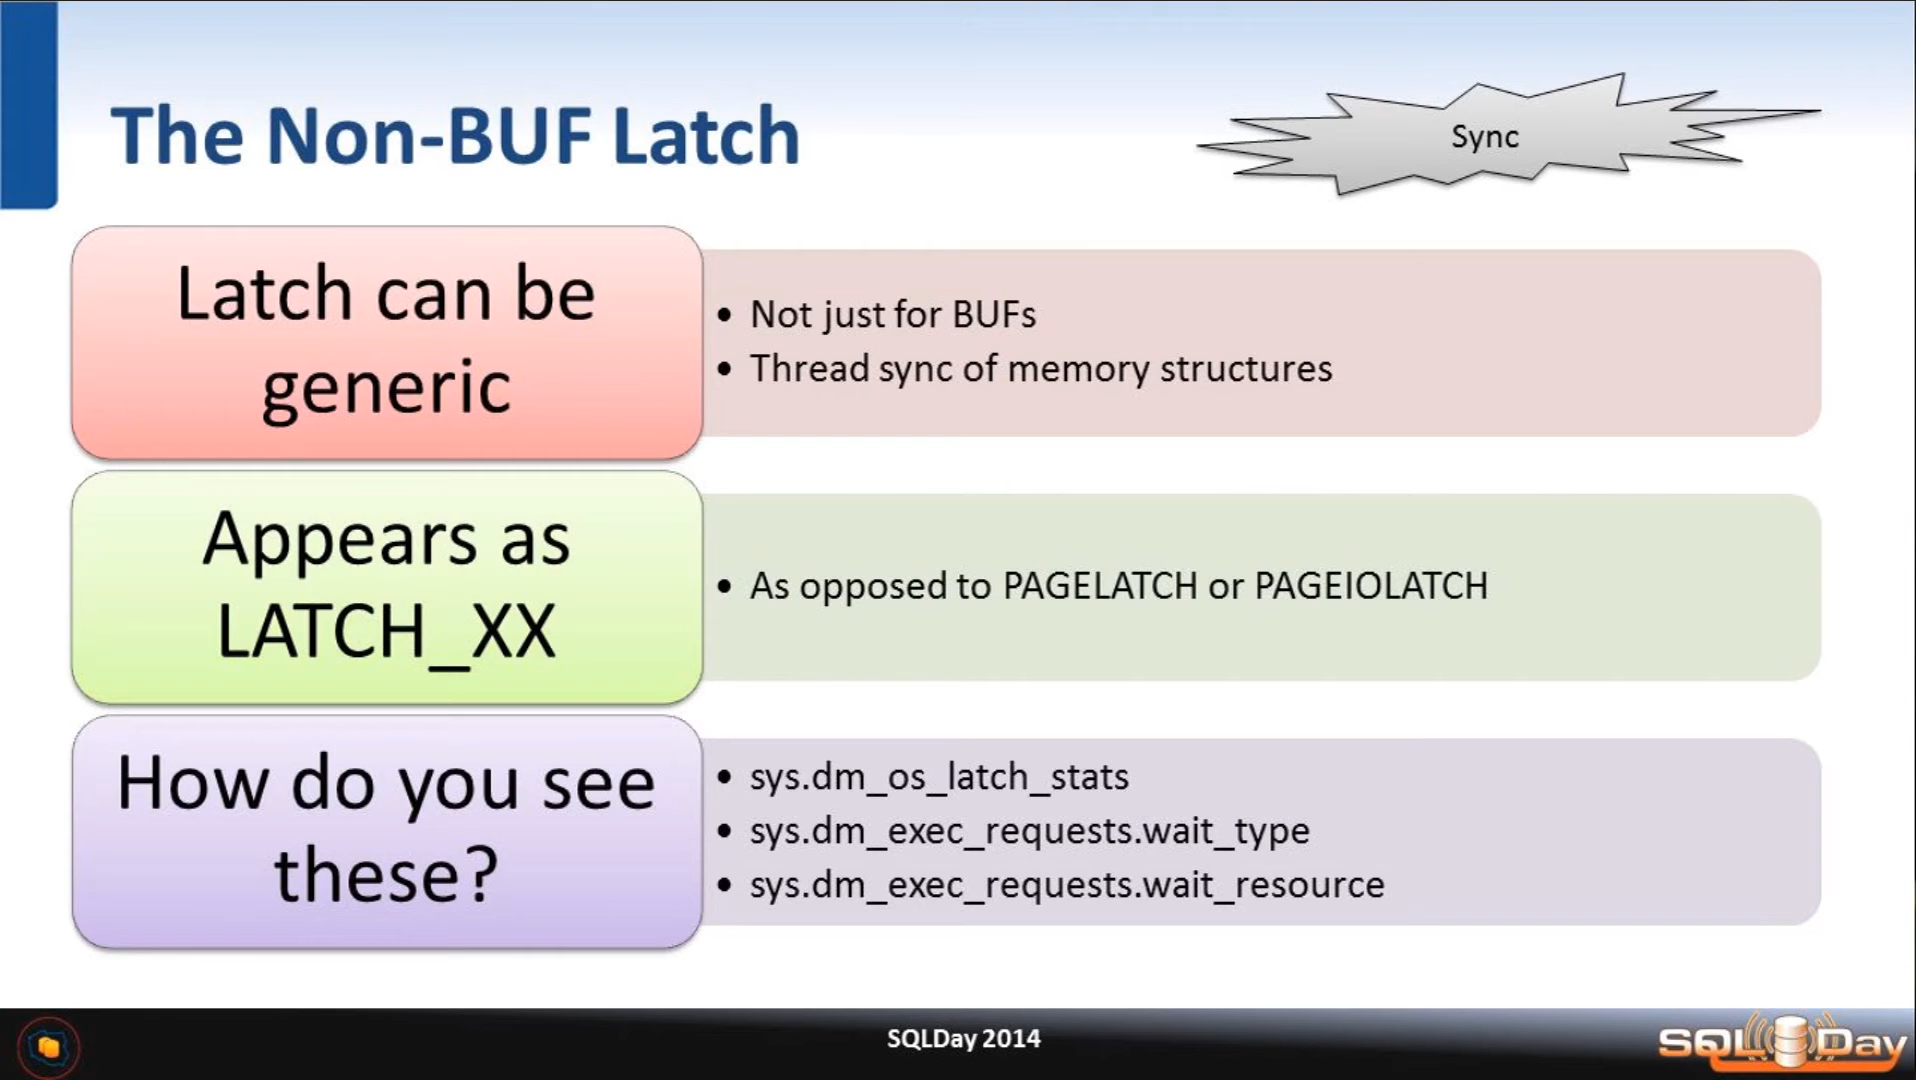 The Non-BUF Latch
Sync
Latch can be
generic
• Not just for BUFs
• Thread sync of memory structures
Appears as
LATCH_XX
• As opposed to PAGELATCH or PAGEIOLATCH
How do you see
these?
• sys.dm_os_latch_stats
• sys.dm_exec_requests.wait_type
• sys.dm_exec_requests.wait_resource
SQLDay 2014
SQL Day